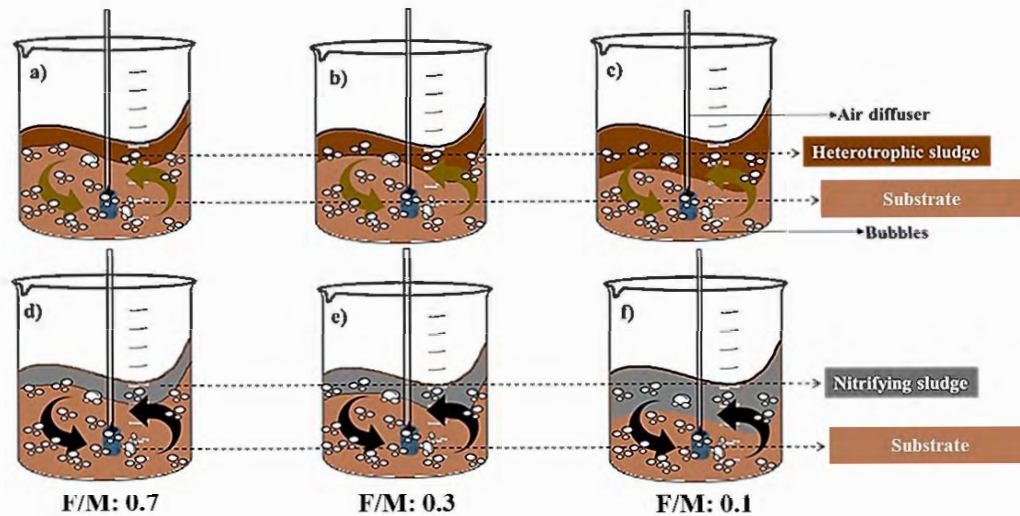 a)
b)
c)
Air diffuser
Heterotrophic sludge
Substrate
Bubbles
d)
e)
f)
Nitrifying sludge
Substrate
F/M: 0.7
F/M: 0.3
F/M: 0.1